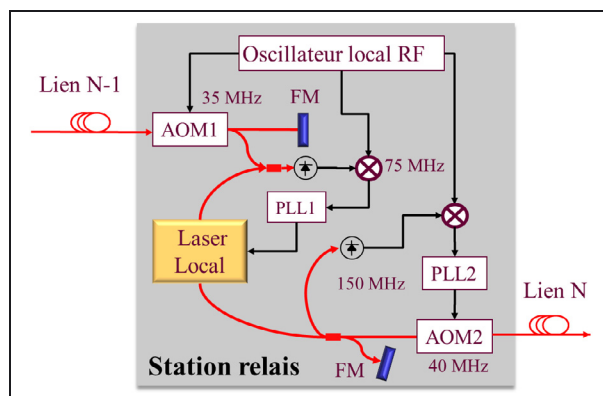 Oscillateur local RF
Lien N-1
35 MHz
FM
AOM1
75 MHz
PLL1
Laser
Local
PLL2
150 MHz
Lien N
AOM2
Station relais
FM
40 MHz